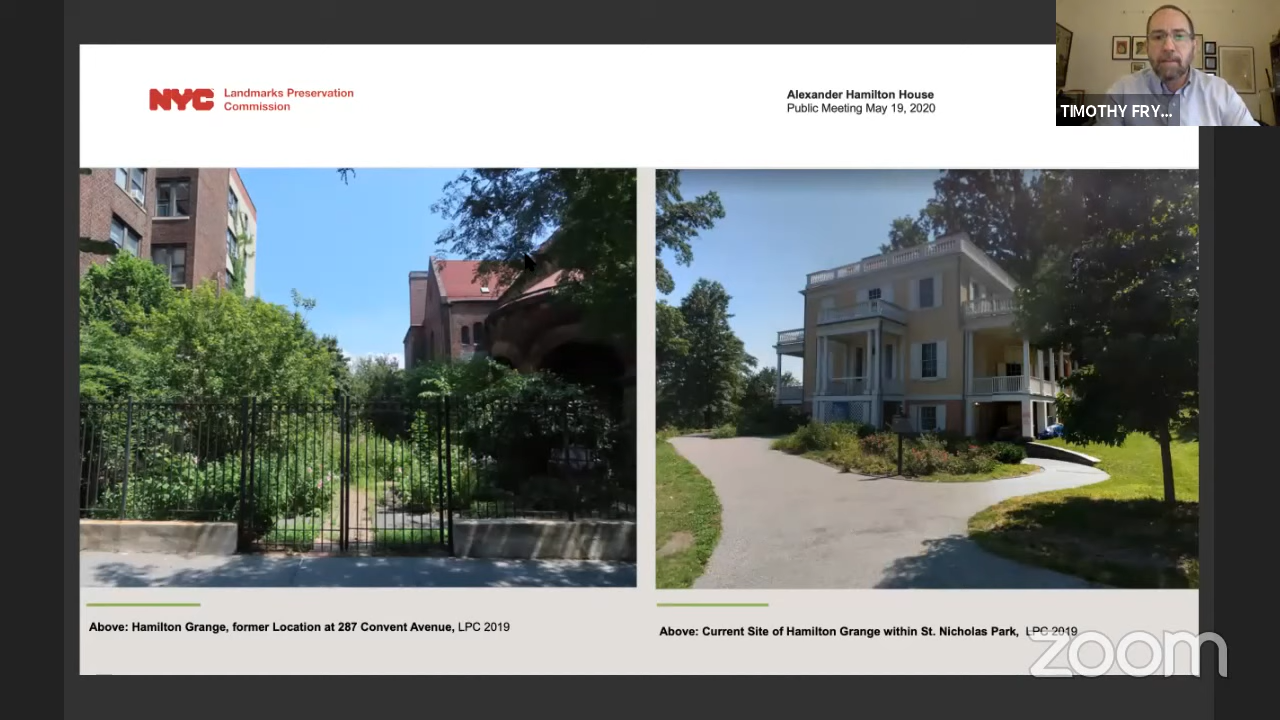 NYC Landmarks Preservation
Commission
Alexander Hamilton House
Public Meeting May 19, 2020
TIMOTHY FRY...
Above: Hamilton Grange, former Location at 287 Convent Avenue, LPC 2019
Above: Current Site of Hamilton Grange within St. Nicholas Park, LPC 2019
zoom